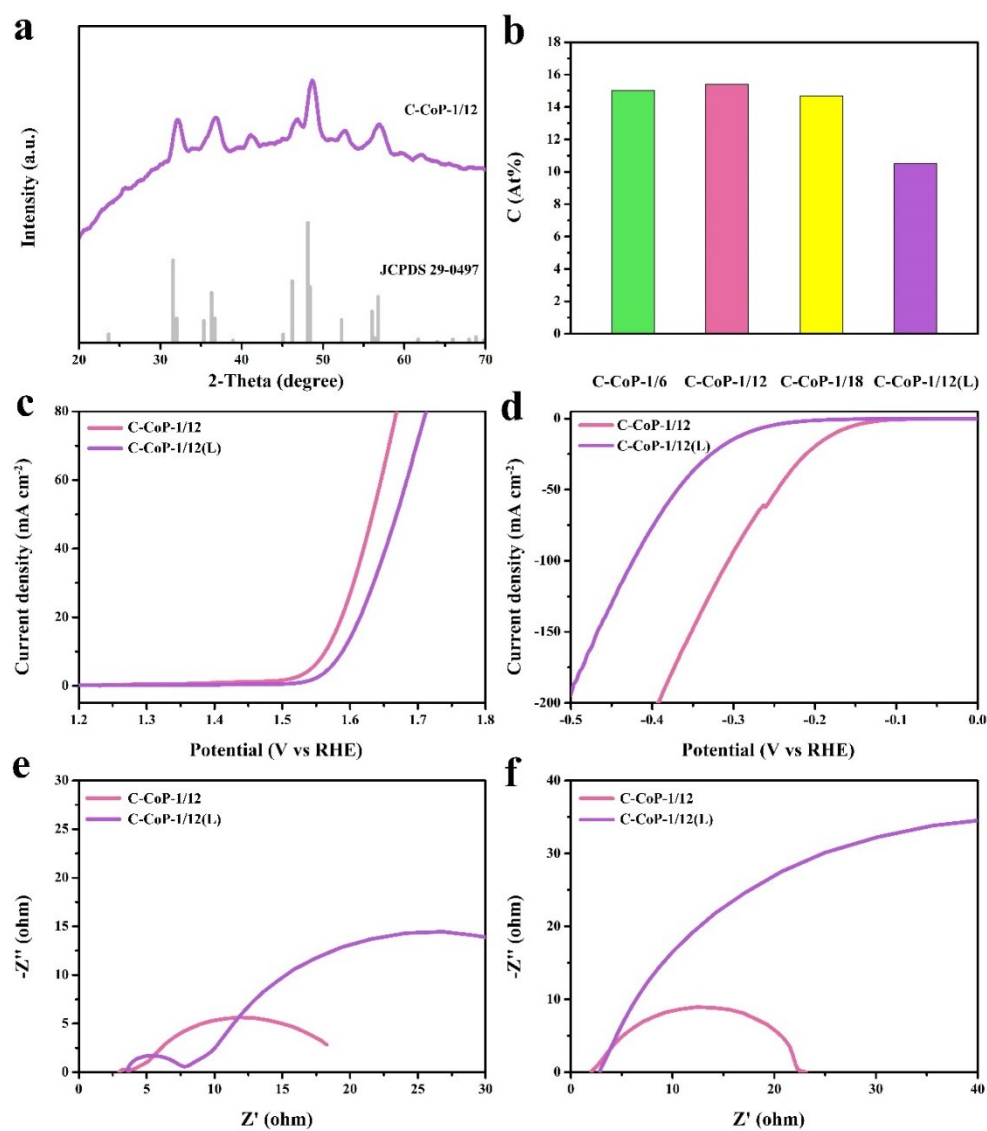 a
C-CoP-1/12
JCPDS 29-0497
Intensity (a.u.)
20 30 40 50 60 70
2-Theta (degree)
b
18
16
14
12
10
8
6
4
2
0
C (At%)
C-CoP-1/6 C-CoP-1/12 C-CoP-1/18 C-CoP-1/12(L)
c
C-CoP-1/12
C-CoP-1/12(L)
80
60
40
20
0
Current density (mA cm-2)
1.2 1.3 1.4 1.5 1.6 1.7 1.8
Potential (V vs RHE)
d
C-CoP-1/12
C-CoP-1/12(L)
0
-50
-100
-150
-200
Current density (mA cm-2)
-0.5 -0.4 -0.3 -0.2 -0.1 0.0
Potential (V vs RHE)
e
C-CoP-1/12
C-CoP-1/12(L)
30
25
20
15
10
5
0
-Z'' (ohm)
0 5 10 15 20 25 30
Z' (ohm)
f
C-CoP-1/12
C-CoP-1/12(L)
40
30
20
10
0
-Z'' (ohm)
0 10 20 30 40
Z' (ohm)